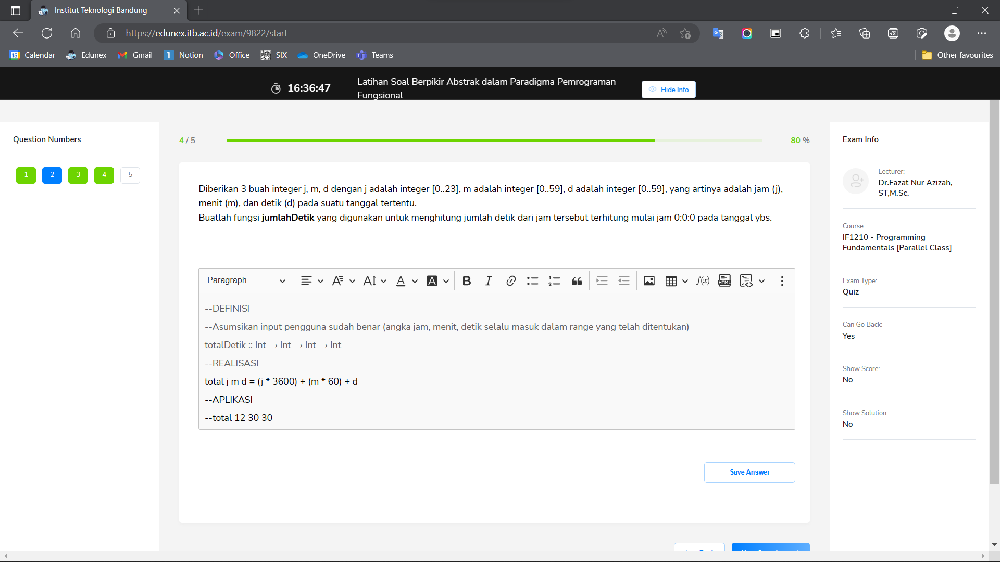 Institut Teknologi Bandung
https://edunex.itb.ac.id/exam/9822/start
Calendar
Edunex
Gmail
Notion
Office
SIX
OneDrive
Teams
Other favourites
16:36:47
Latihan Soal Berpikir Abstrak dalam Paradigma Pemrograman
Fungsional
Hide Info
Question Numbers
1
2
3
4
5
4 / 5
80 %
Diberikan 3 buah integer j, m, d dengan j adalah integer [0..23], m adalah integer [0..59], d adalah integer [0..59], yang artinya adalah jam (j),
menit (m), dan detik (d) pada suatu tanggal tertentu.
Buatlah fungsi jumlahDetik yang digunakan untuk menghitung jumlah detik dari jam tersebut terhitung mulai jam 0:0:0 pada tanggal ybs.
Paragraph
--DEFINISI
--Asumsikan input pengguna sudah benar (angka jam, menit, detik selalu masuk dalam range yang telah ditentukan)
totalDetik :: Int → Int → Int → Int
--REALISASI
total j m d = (j * 3600) + (m * 60) + d
--APLIKASI
--total 12 30 30
Save Answer
Exam Info
Lecturer:
Dr.Fazat Nur Azizah,
ST,M.Sc.
Course:
IF1210 - Programming
Fundamentals [Parallel Class]
Exam Type:
Quiz
Can Go Back:
Yes
Show Score:
No
Show Solution:
No